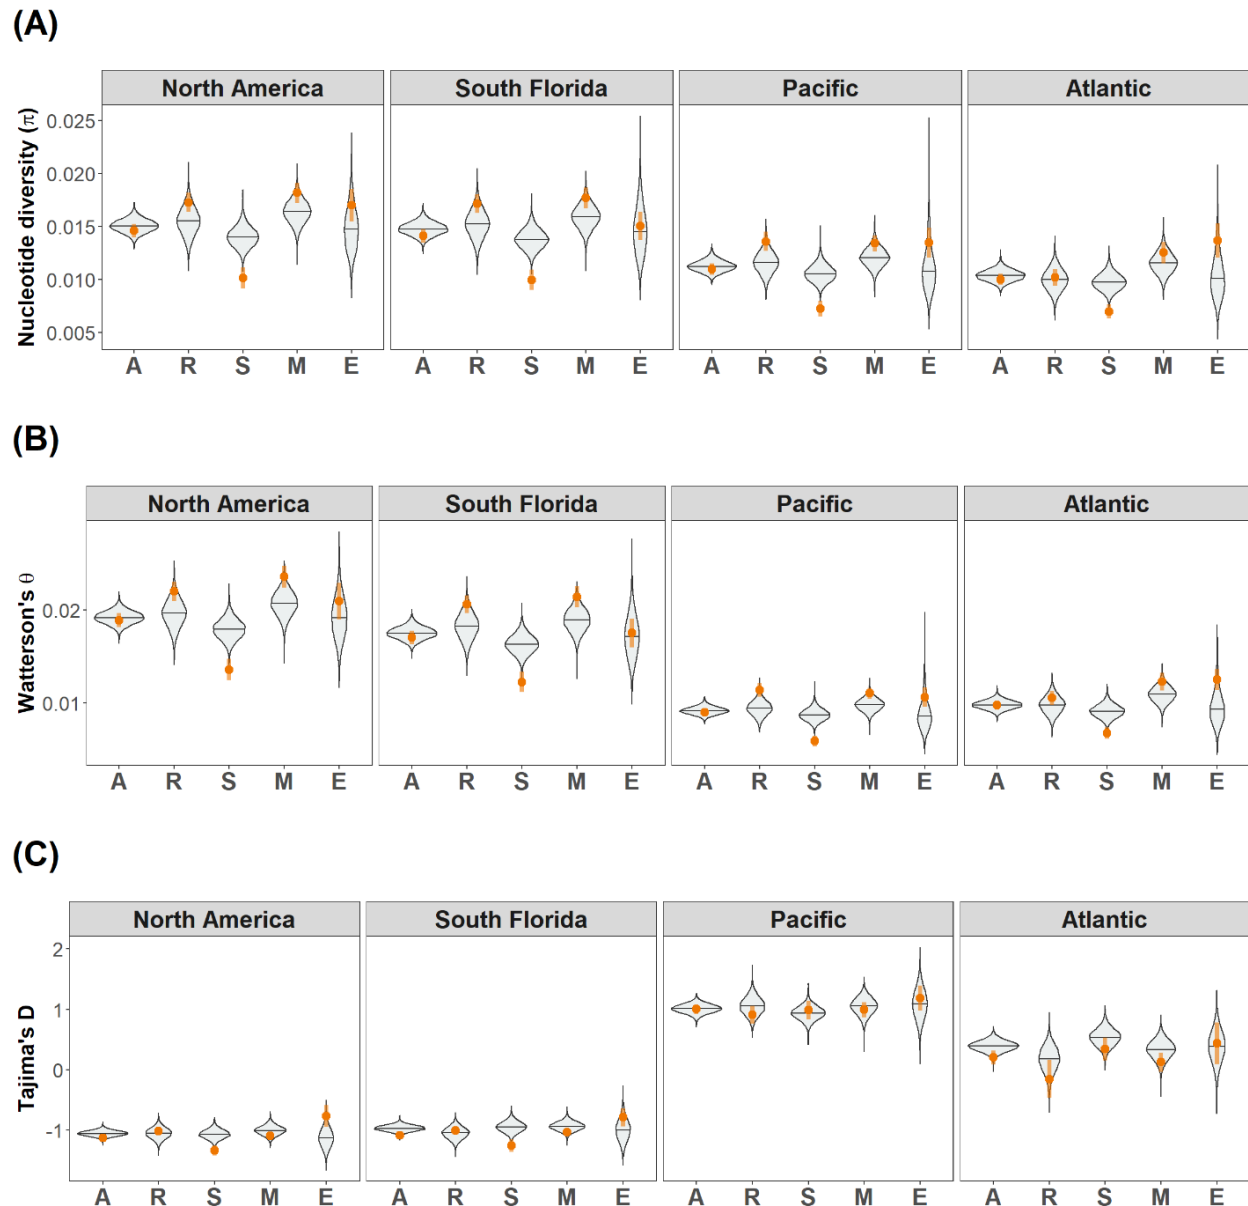 (A)
North America South Florida Pacific Atlantic
Nucleotide diversity (π)
0.025
0.020
0.015
0.010
0.005
A R S M E A R S M E A R S M E A R S M E
(B)
North America South Florida Pacific Atlantic
Watterson's θ
0.02
0.01
A R S M E A R S M E A R S M E A R S M E
(C)
North America South Florida Pacific Atlantic
Tajima's D
2
1
0
-1
A R S M E A R S M E A R S M E A R S M E